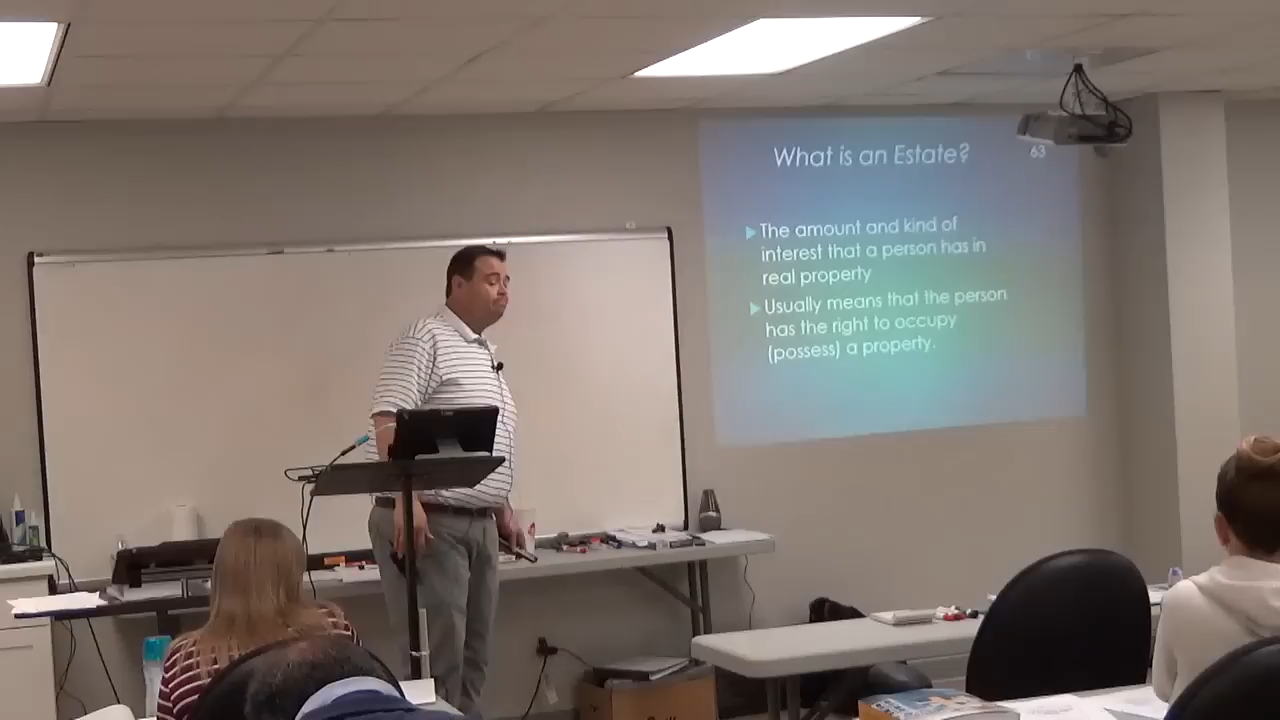 What is an Estate?
63
The amount and kind of
interest that a person has in
real property
Usually means that the person
has the right to occupy
(possess) a property.